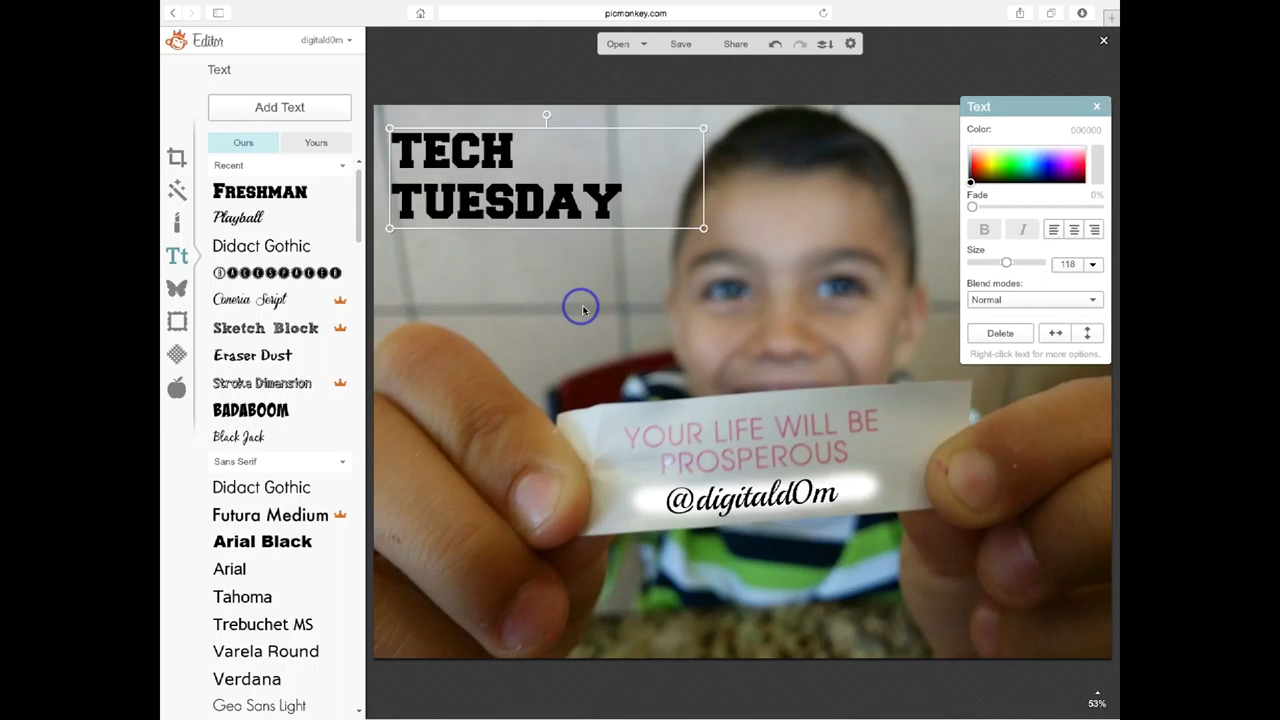 picmonkey.com
Editor
digitald0m
Open
Save
Share
Text
Add Text
Ours
Yours
Recent
FRESHMAN
Playball
Didact Gothic
BACKSPACED
Coneria Script
Sketch Block
Eraser Dust
Stroke Dimension
BADABOOM
Black Jack
Sans Serif
Didact Gothic
Futura Medium
Arial Black
Arial
Tahoma
Trebuchet MS
Varela Round
Verdana
Geo Sans Light
TECH
TUESDAY
YOUR LIFE WILL BE
PROSPEROUS
@digitald0m
Text
Color:
000000
Fade
0%
B I
Size
118
Blend modes:
Normal
Delete
Right-click text for more options.
53%
Tt